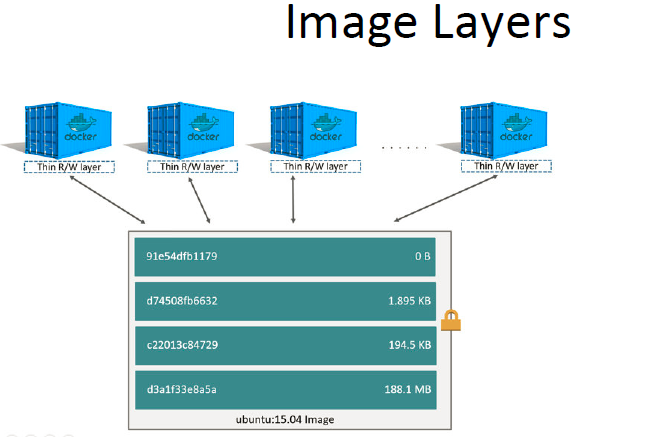 Image Layers
docker docker docker . . . . . . docker
Thin R/W layer Thin R/W layer Thin R/W layer Thin R/W layer
91e54dfb1179 0 B
d74508fb6632 1.895 KB
c22013c84729 194.5 KB
d3a1f33e8a5a 188.1 MB
ubuntu:15.04 Image